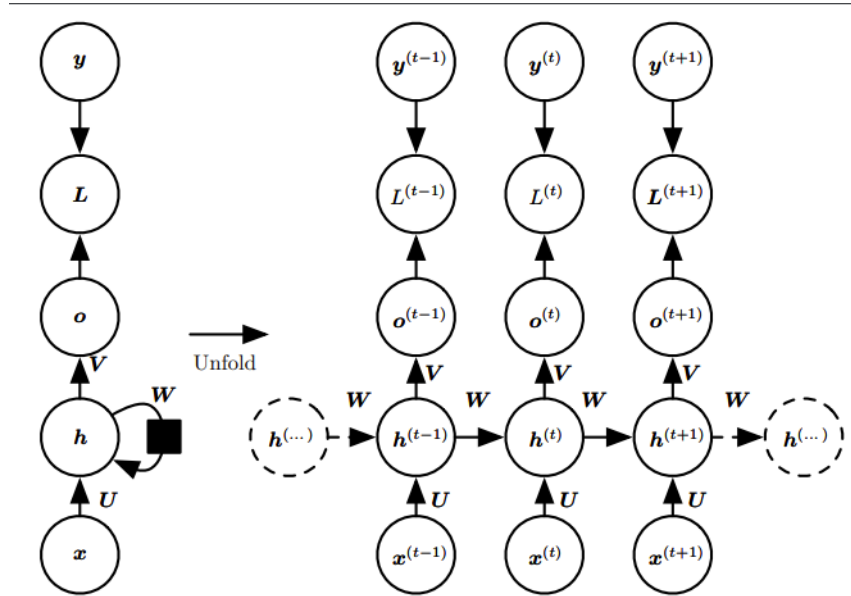 y y^(t−1) y^(t) y^(t+1)
L L^(t−1) L^(t) L^(t+1)
o o^(t−1) o^(t) o^(t+1)
Unfold
V V V V
W W W W W
h h^(...) h^(t−1) h^(t) h^(t+1) h^(...)
U U U U
x x^(t−1) x^(t) x^(t+1)